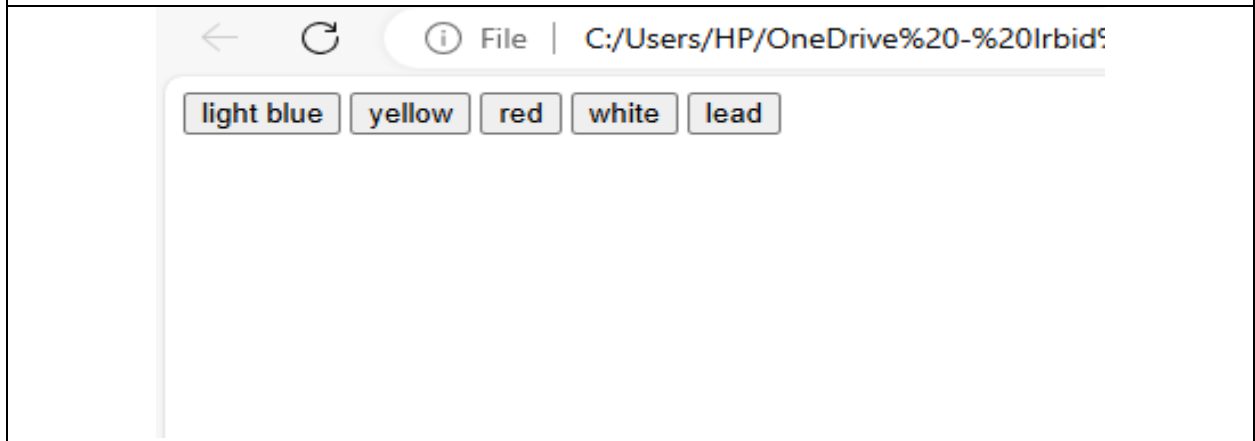 File | C:/Users/HP/OneDrive%20-%20Irbid%
light blue yellow red white lead